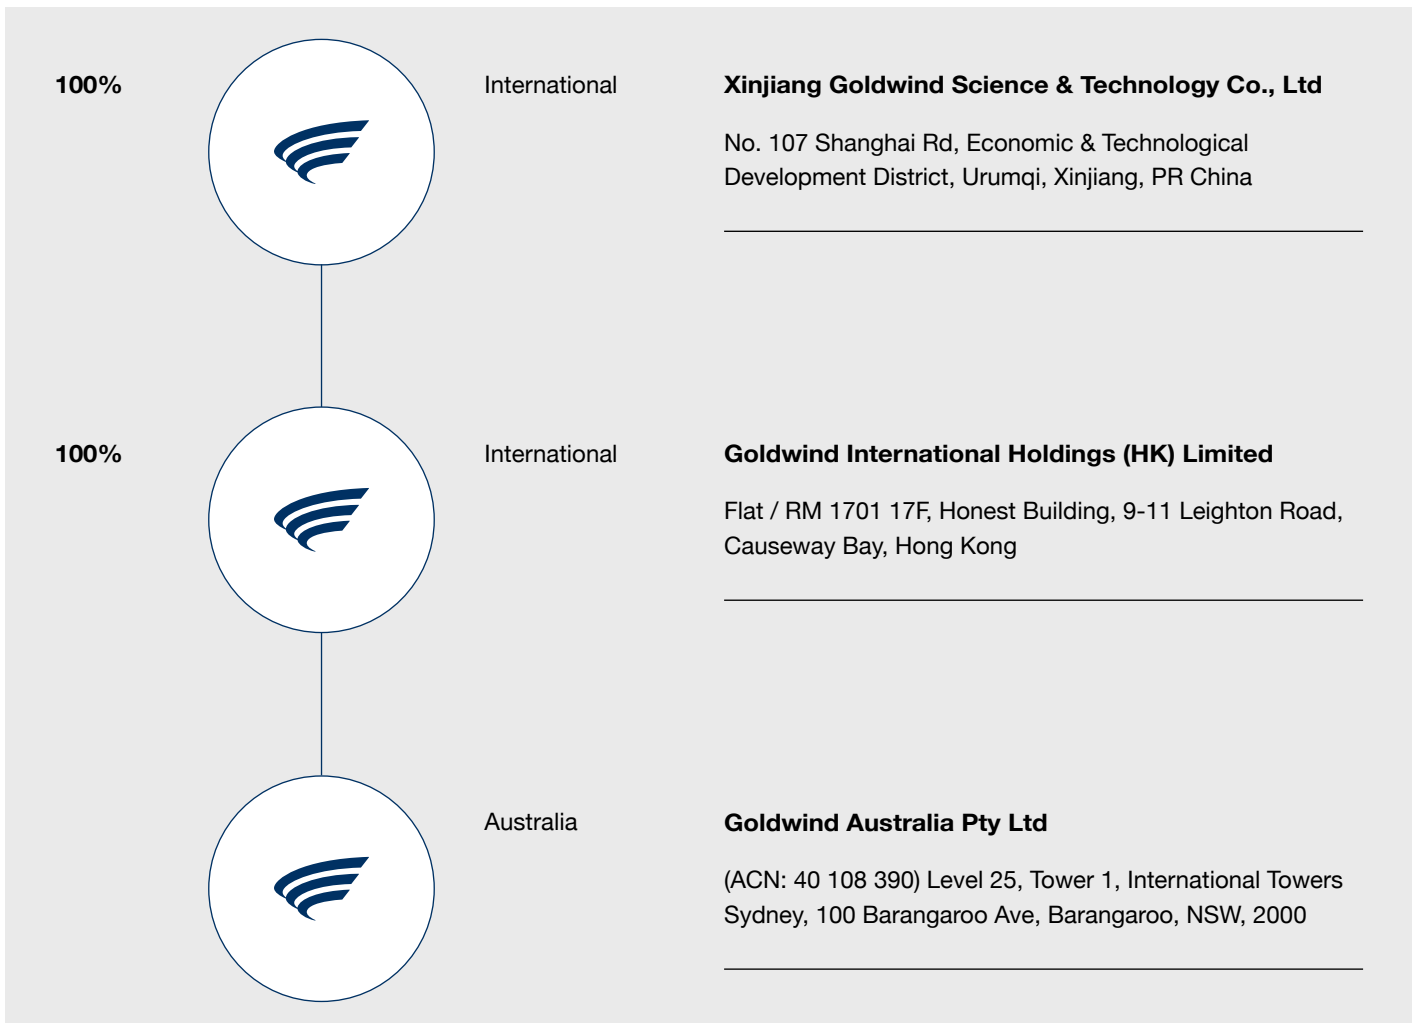 100%
International
Xinjiang Goldwind Science & Technology Co., Ltd
No. 107 Shanghai Rd, Economic & Technological
Development District, Urumqi, Xinjiang, PR China
100%
International
Goldwind International Holdings (HK) Limited
Flat / RM 1701 17F, Honest Building, 9-11 Leighton Road,
Causeway Bay, Hong Kong
Australia
Goldwind Australia Pty Ltd
(ACN: 40 108 390) Level 25, Tower 1, International Towers
Sydney, 100 Barangaroo Ave, Barangaroo, NSW, 2000